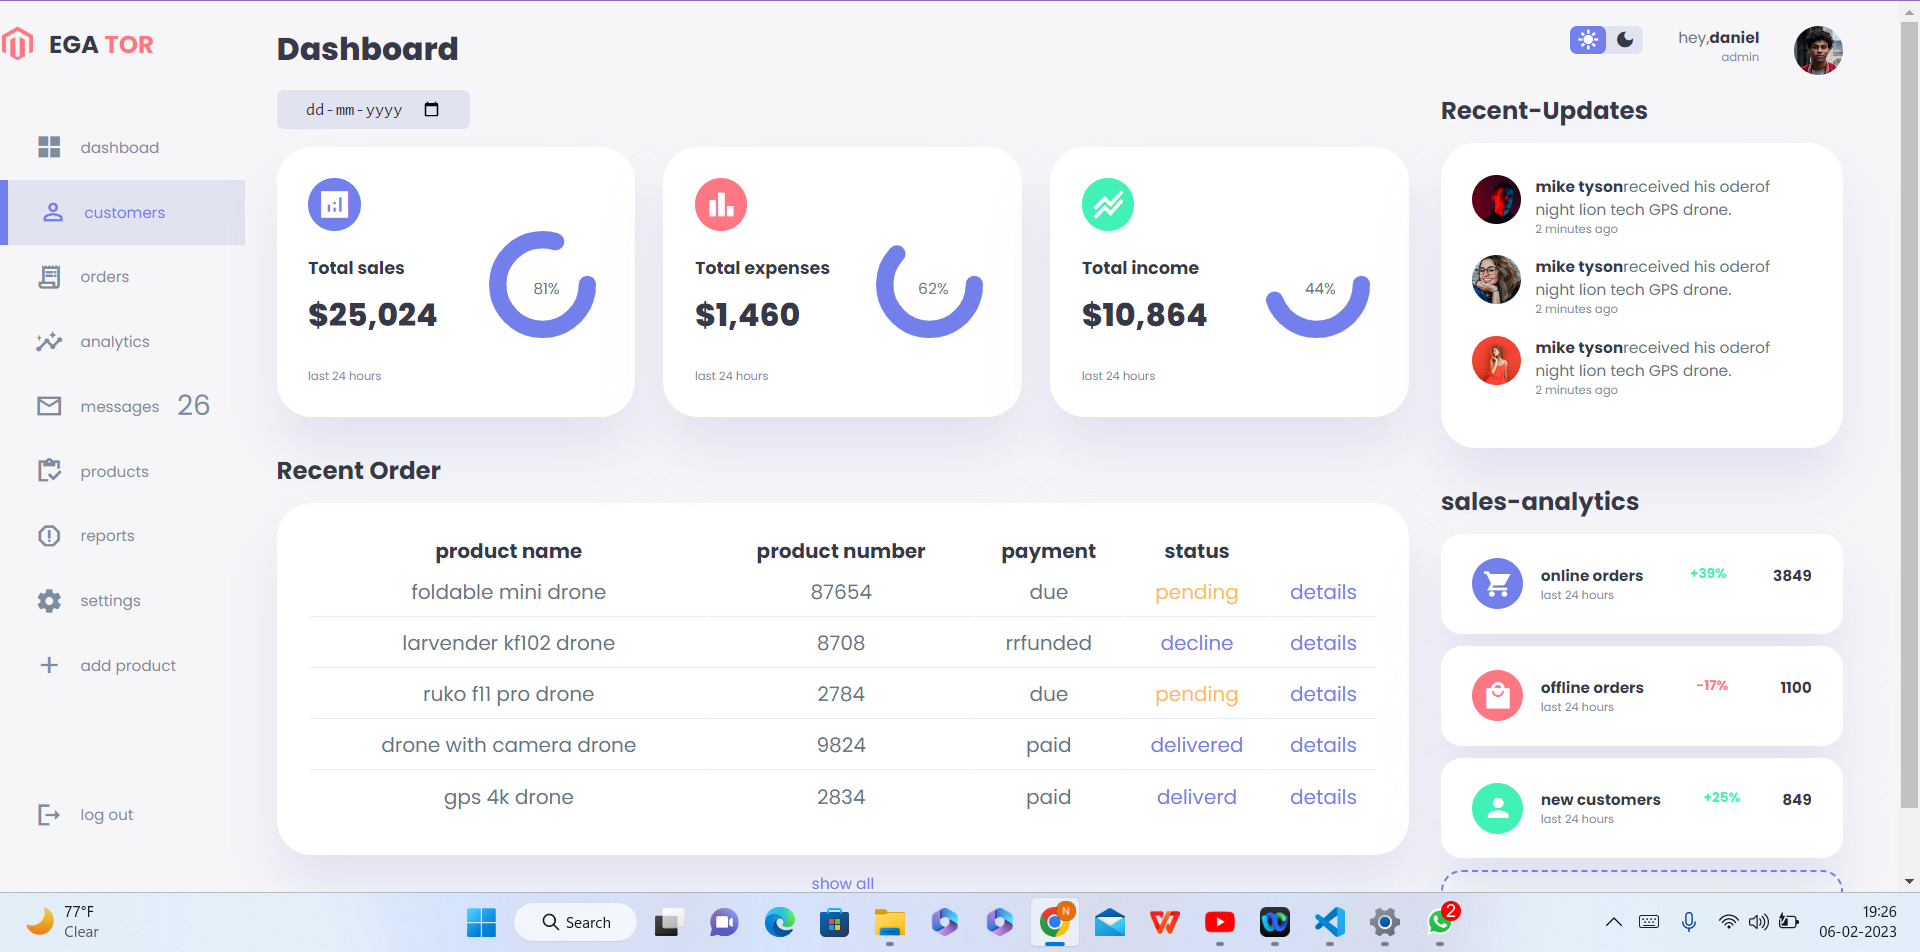 EGA TOR
dashboad
customers
orders
analytics
messages 26
products
reports
settings
add product
log out
Dashboard
dd-mm-yyyy
Total sales
$25,024
81%
last 24 hours
Total expenses
$1,460
62%
last 24 hours
Total income
$10,864
44%
last 24 hours
Recent Order
product name product number payment status
foldable mini drone 87654 due pending details
larvender kf102 drone 8708 rrfunded decline details
ruko f11 pro drone 2784 due pending details
drone with camera drone 9824 paid delivered details
gps 4k drone 2834 paid deliverd details
show all
hey,daniel
admin
Recent-Updates
mike tysonreceived his oderof
night lion tech GPS drone.
2 minutes ago
mike tysonreceived his oderof
night lion tech GPS drone.
2 minutes ago
mike tysonreceived his oderof
night lion tech GPS drone.
2 minutes ago
sales-analytics
online orders +39% 3849
last 24 hours
offline orders -17% 1100
last 24 hours
new customers +25% 849
last 24 hours
77°F
Clear
Search
N
2
19:26
06-02-2023